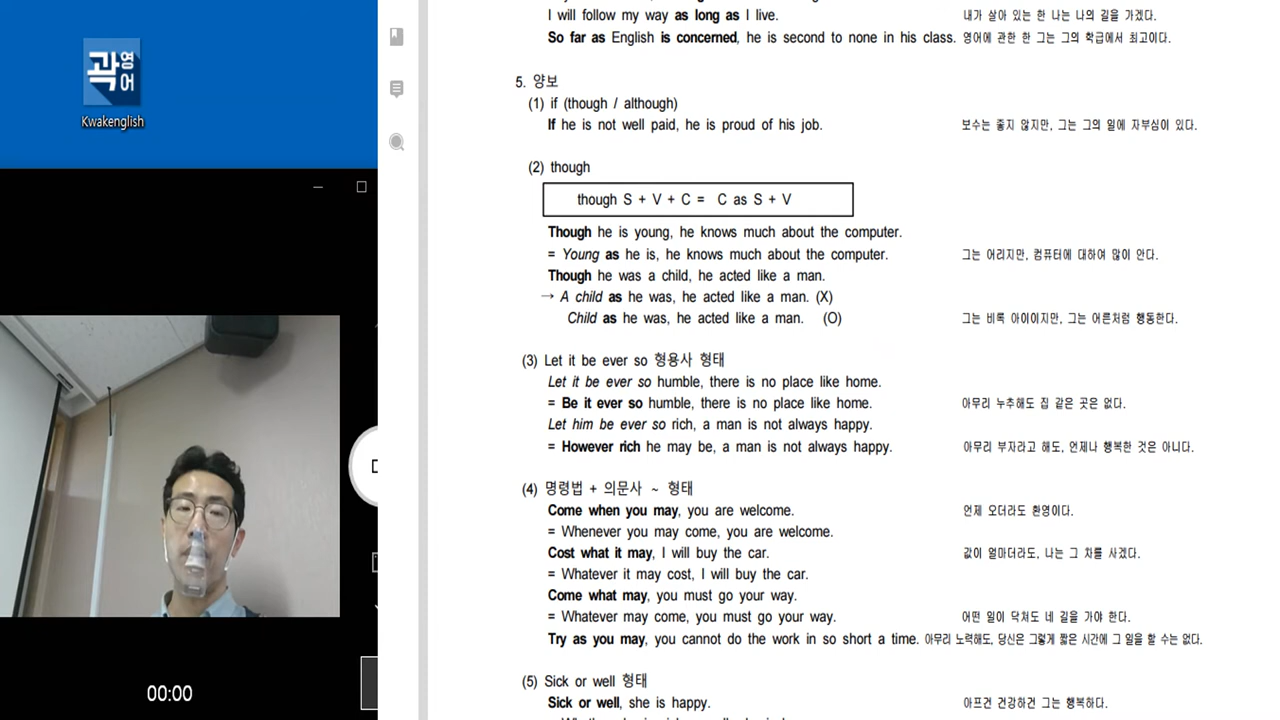 곽영어
Kwakenglish
00:00
I will follow my way as long as I live. 내가 살아 있는 한 나는 나의 길을 가겠다.
So far as English is concerned, he is second to none in his class. 영어에 관한 한 그는 그의 학급에서 최고이다.
5. 양보
(1) if (though / although)
If he is not well paid, he is proud of his job. 보수는 좋지 않지만, 그는 그의 일에 자부심이 있다.
(2) though
though S + V + C = C as S + V
Though he is young, he knows much about the computer.
= Young as he is, he knows much about the computer. 그는 어리지만, 컴퓨터에 대하여 많이 안다.
Though he was a child, he acted like a man.
→ A child as he was, he acted like a man. (X)
Child as he was, he acted like a man. (O) 그는 비록 아이이지만, 그는 어른처럼 행동한다.
(3) Let it be ever so 형용사 형태
Let it be ever so humble, there is no place like home.
= Be it ever so humble, there is no place like home. 아무리 누추해도 집 같은 곳은 없다.
Let him be ever so rich, a man is not always happy.
= However rich he may be, a man is not always happy. 아무리 부자라고 해도, 언제나 행복한 것은 아니다.
(4) 명령법 + 의문사 ~ 형태
Come when you may, you are welcome. 언제 오더라도 환영이다.
= Whenever you may come, you are welcome.
Cost what it may, I will buy the car. 값이 얼마더라도, 나는 그 차를 사겠다.
= Whatever it may cost, I will buy the car.
Come what may, you must go your way.
= Whatever may come, you must go your way. 어떤 일이 닥쳐도 네 길을 가야 한다.
Try as you may, you cannot do the work in so short a time. 아무리 노력해도, 당신은 그렇게 짧은 시간에 그 일을 할 수는 없다.
(5) Sick or well 형태
Sick or well, she is happy. 아프건 건강하건 그는 행복하다.